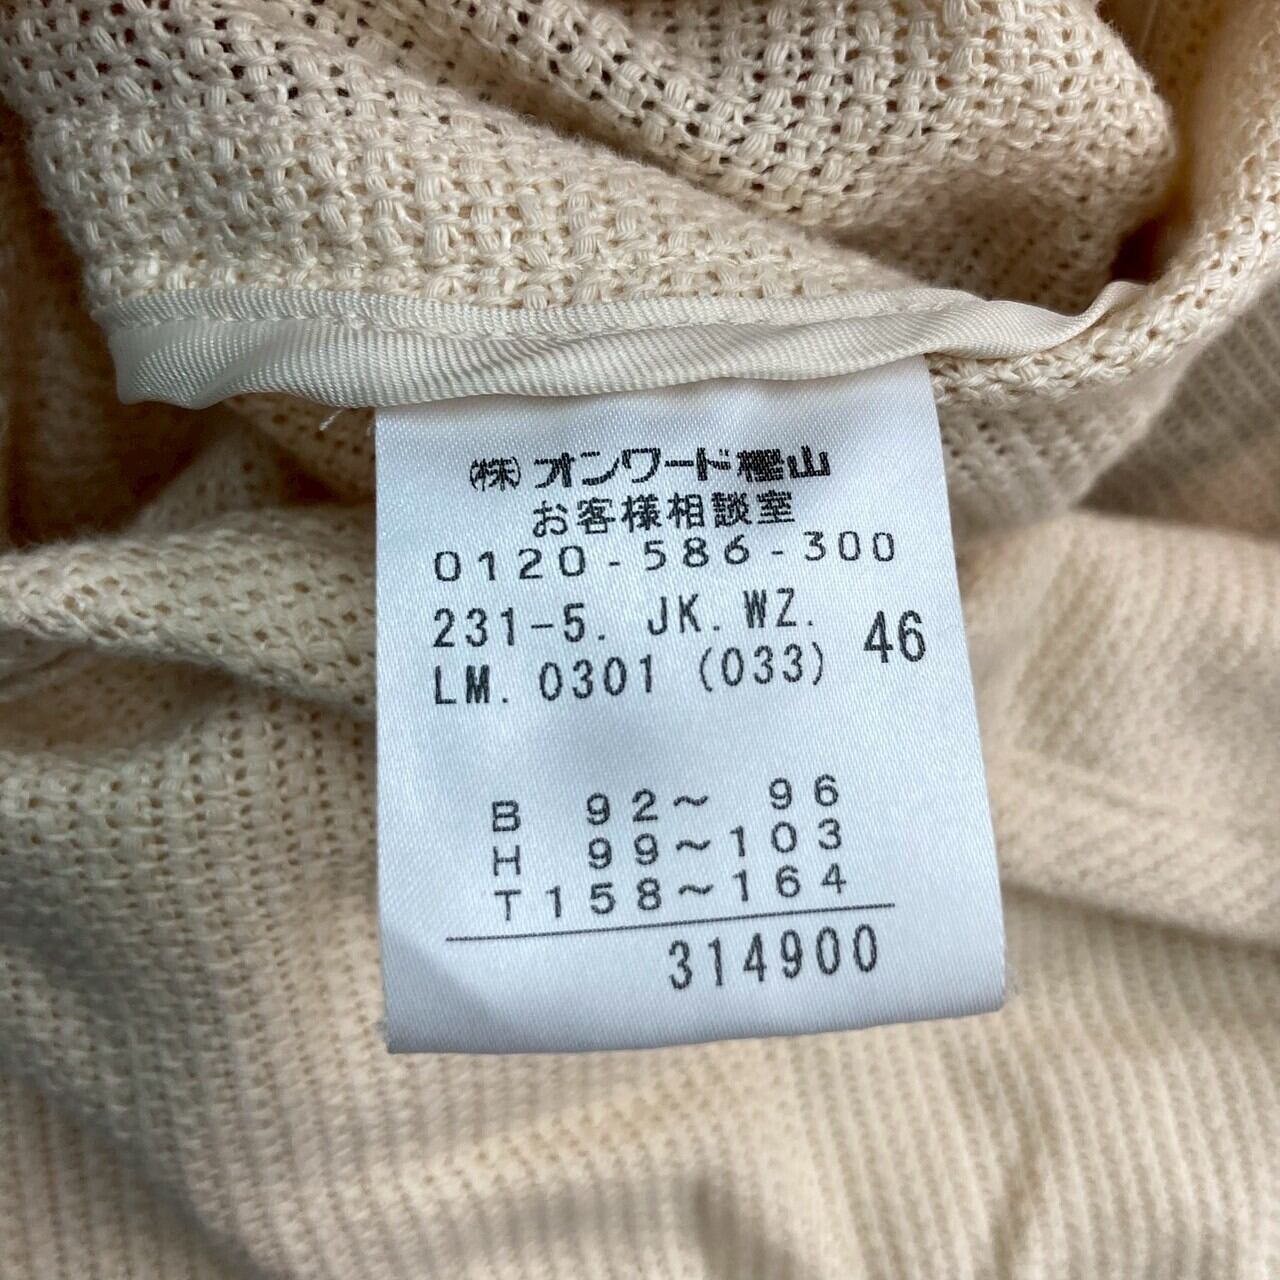 ㈱オンワード樫山
お客様相談室
0120-586-300
231-5. JK. WZ.
LM. 0301 (033) 46
B 92～ 96
H 99～103
T158～164
314900